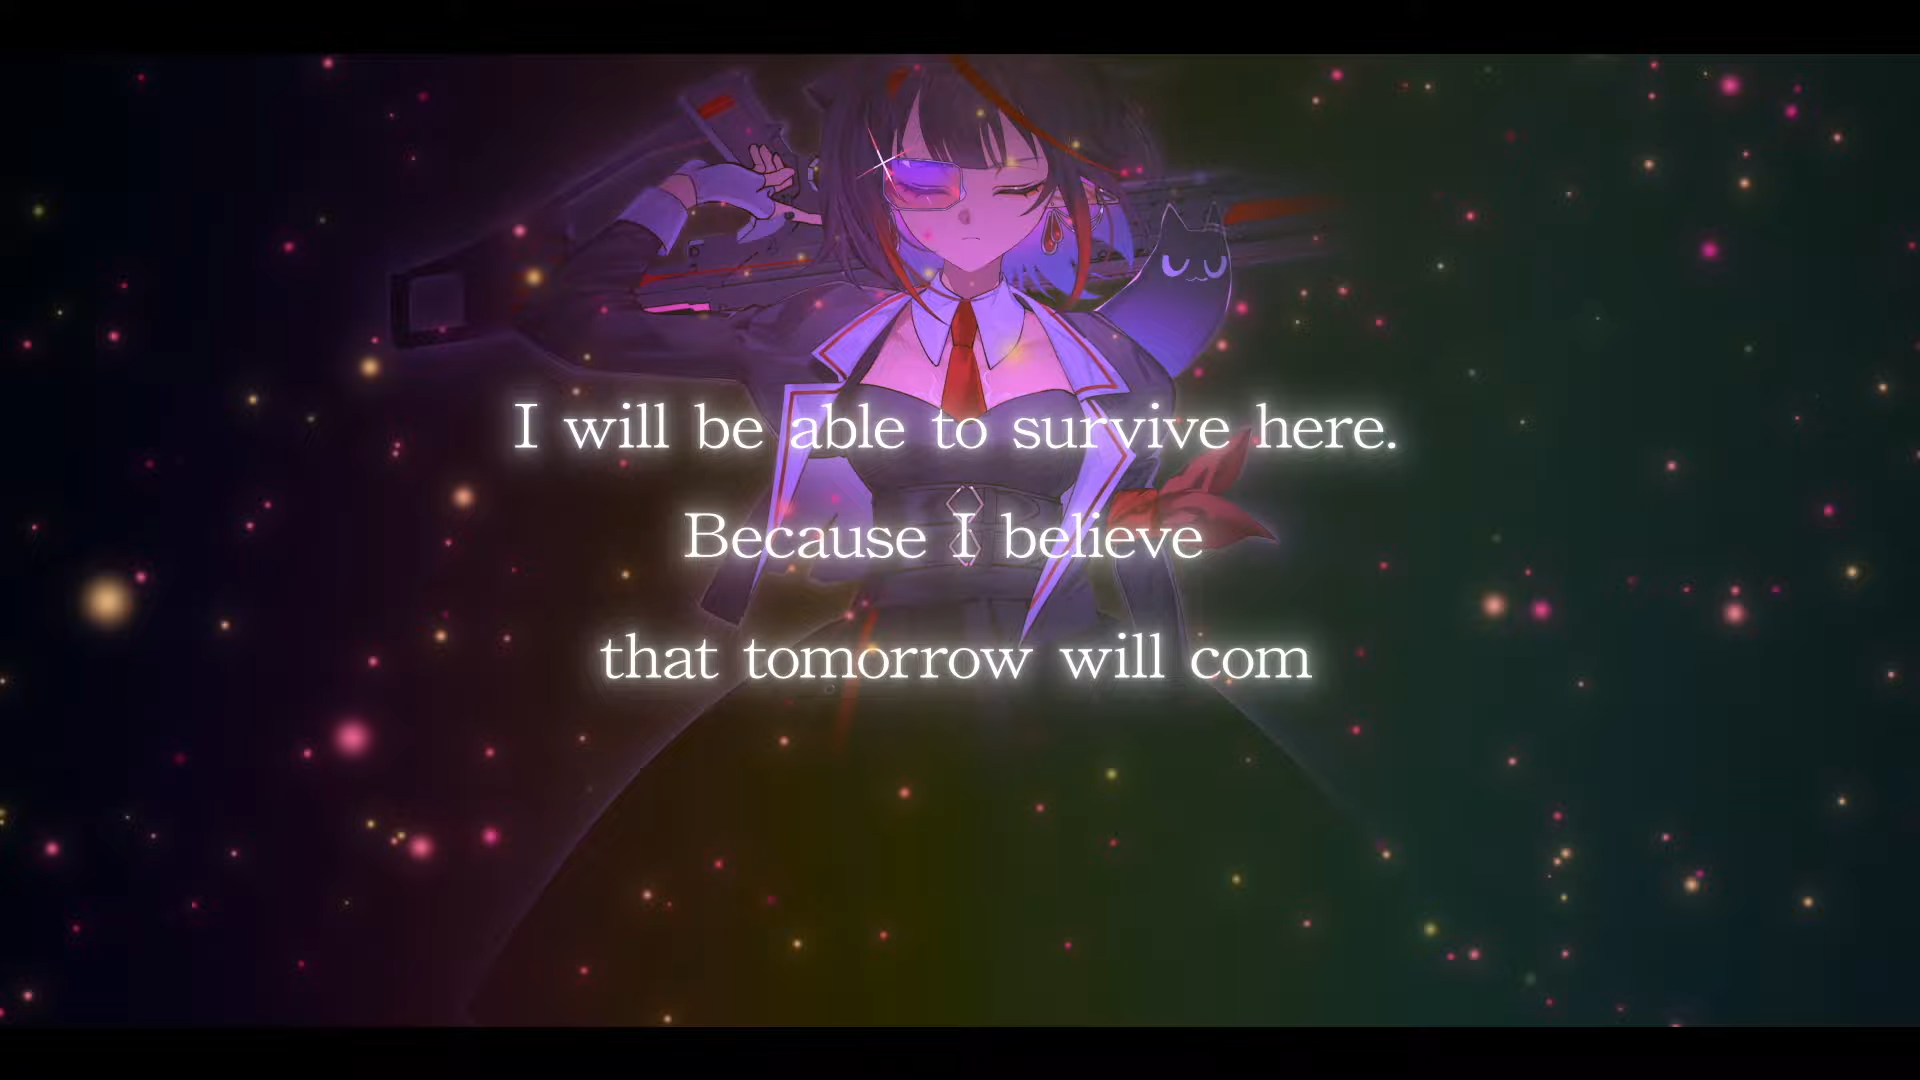 I will be able to survive here.
Because I believe
that tomorrow will com